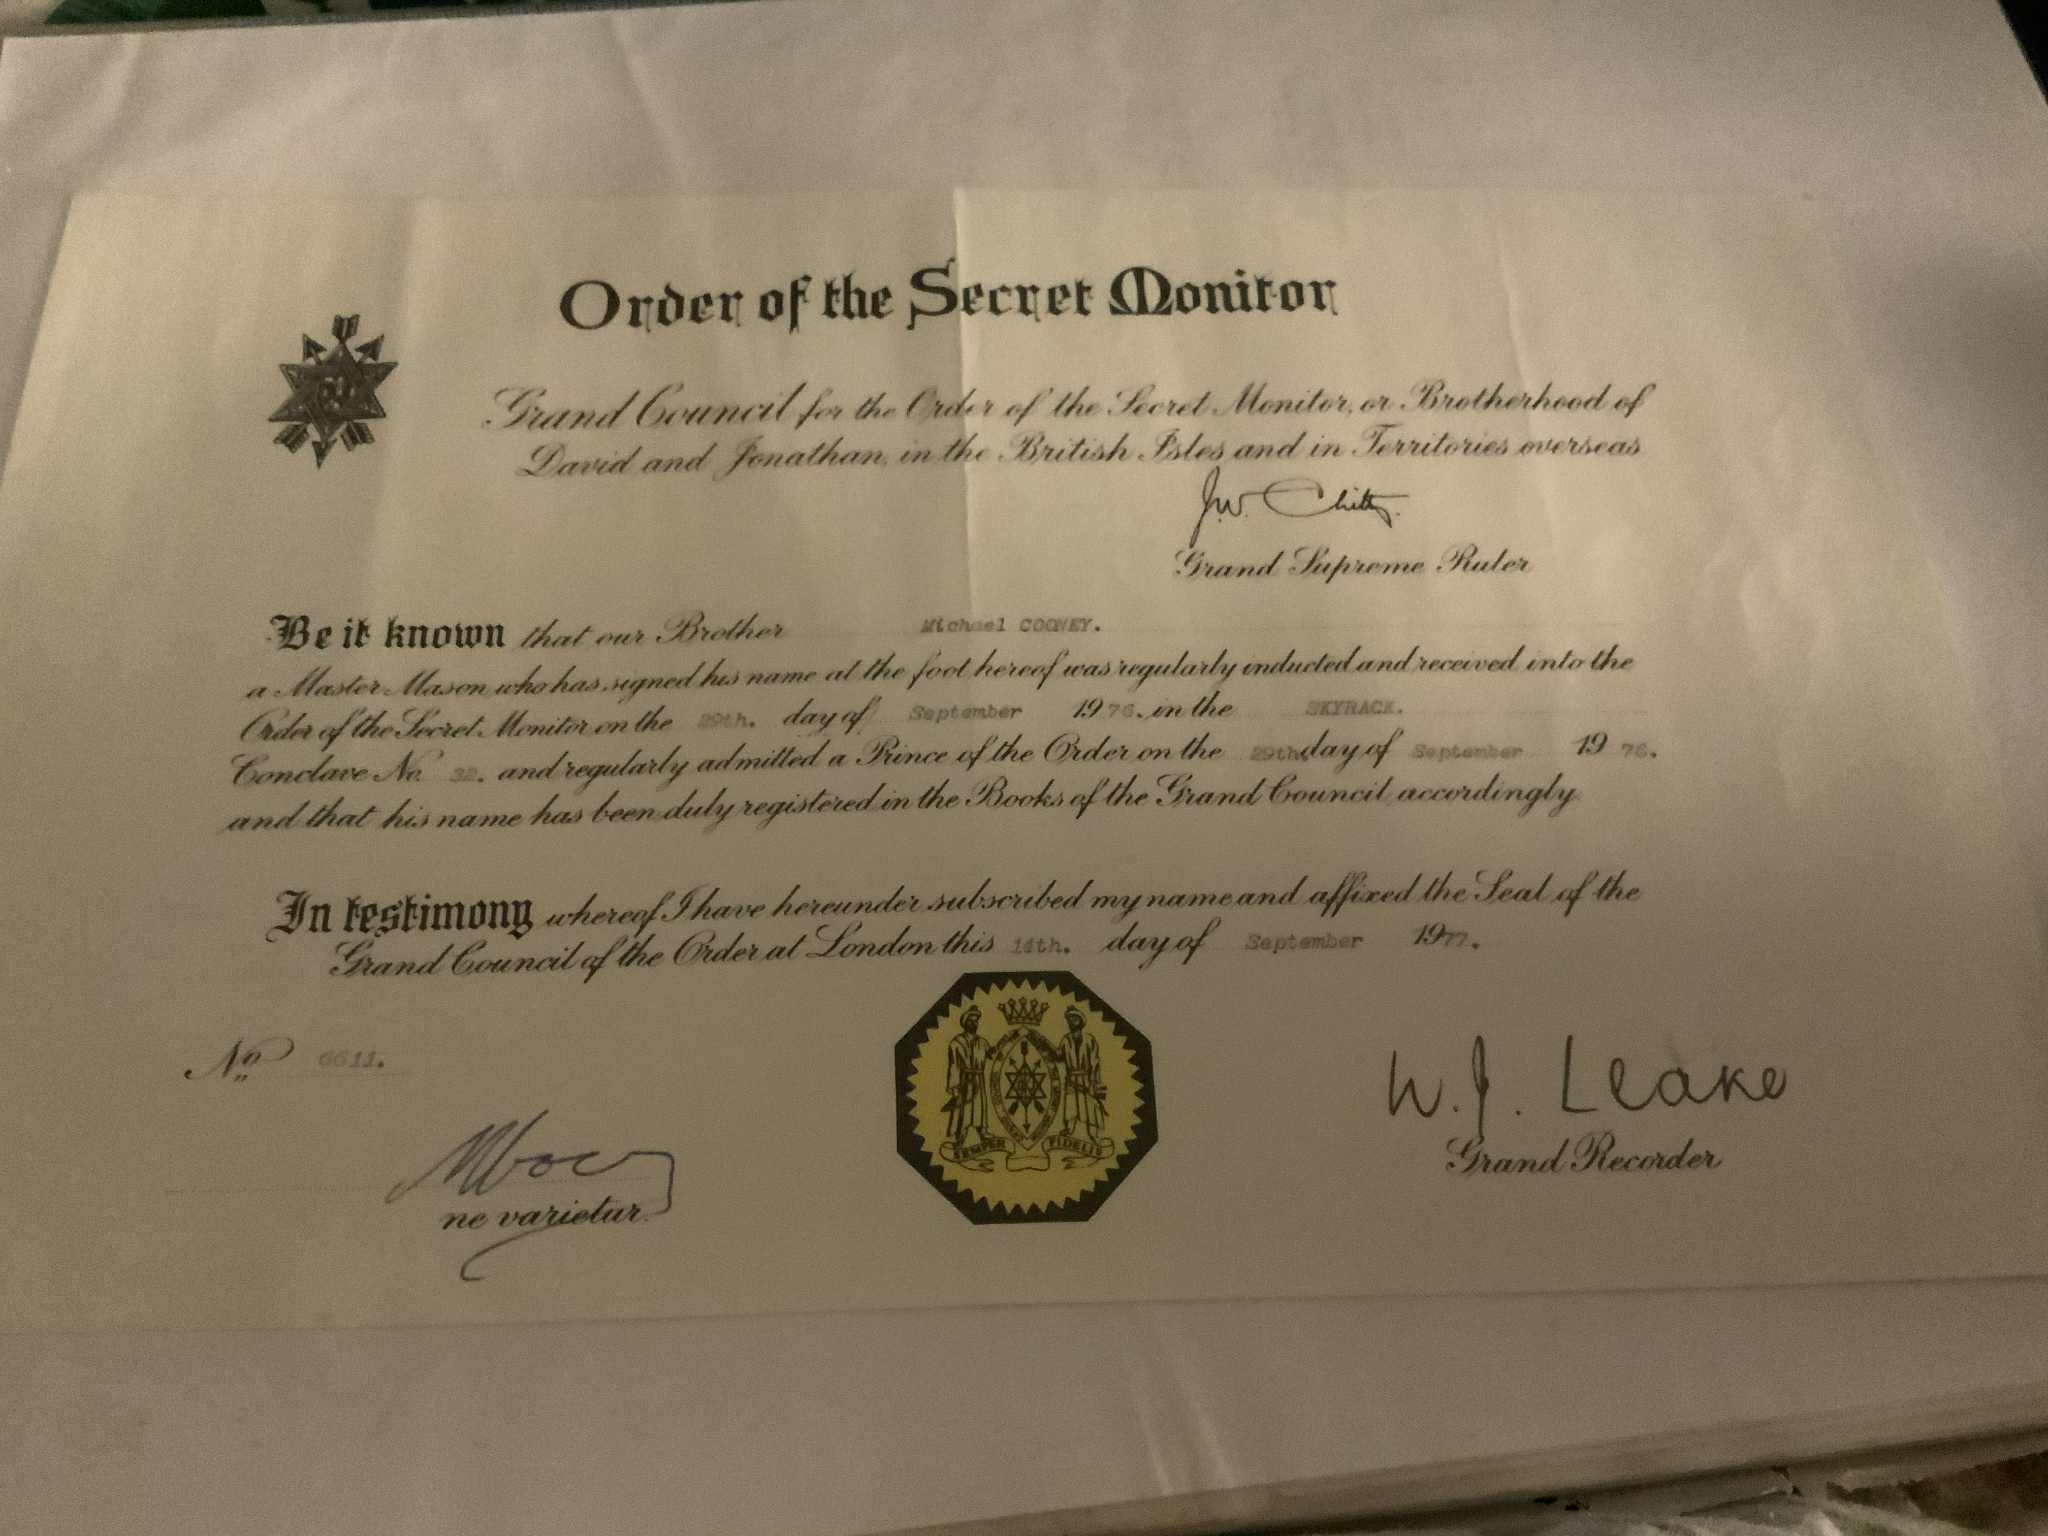 Order of the Secret Monitor
Grand Council for the Order of the Secret Monitor, or Brotherhood of
David and Jonathan, in the British Isles and in Territories overseas
J.W. Chitty.
Grand Supreme Ruler
Be it known that our Brother Michael COONEY.
a Master Mason who has signed his name at the foot hereof was regularly inducted and received into the
Order of the Secret Monitor on the 29th. day of September 1976. in the SKYRACK.
Conclave No. 32. and regularly admitted a Prince of the Order on the 29th. day of September 1976.
and that his name has been duly registered in the Books of the Grand Council accordingly
In testimony whereof I have hereunder subscribed my name and affixed the Seal of the
Grand Council of the Order at London this 14th. day of September 1977.
No. 6611.
SEMPER FIDELIS
W. J. Leake
Grand Recorder
ne varietur.